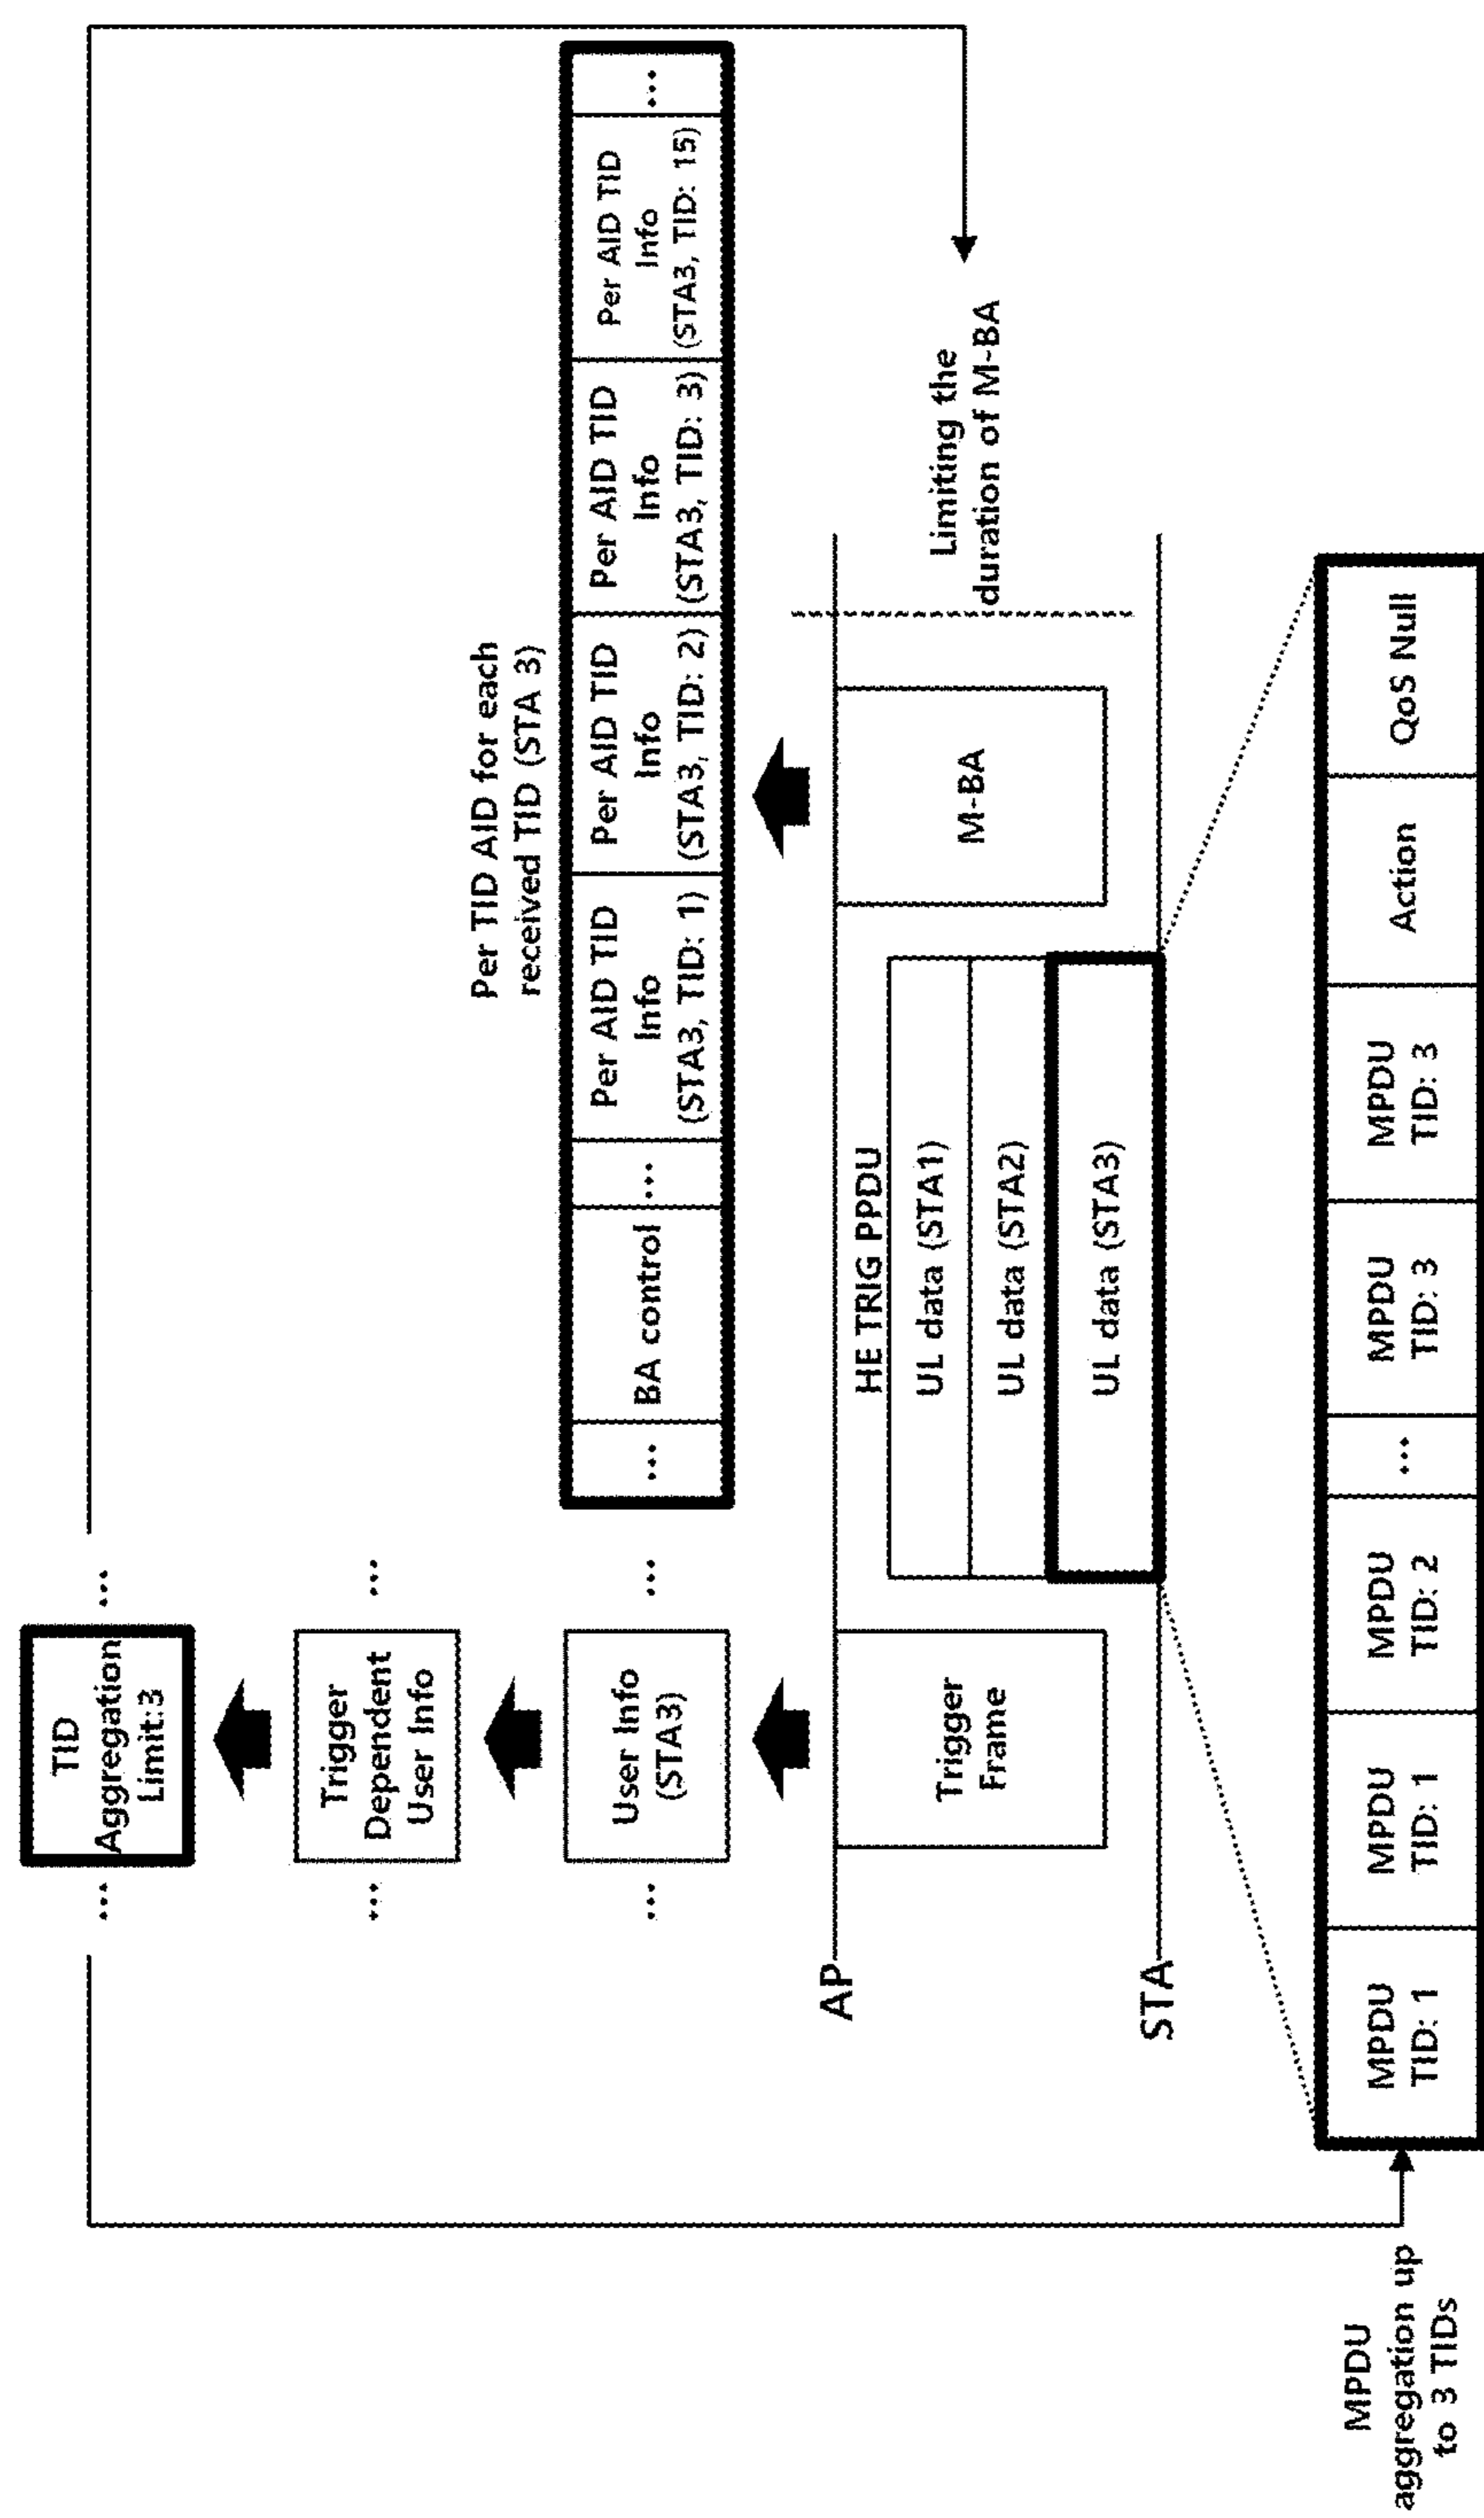 ...
TID
Aggregation
Limit:3
...
...
Trigger
Dependent
User Info
...
Per TID AID for each
received TID (STA 3)
...
User Info
(STA3)
...
...
BA control
...
Per AID TID
Info
(STA3, TID: 1)
Per AID TID
Info
(STA3, TID: 2)
Per AID TID
Info
(STA3, TID: 3)
Per AID TID
Info
(STA3, TID: 15)
...
AP
Trigger
Frame
HE TRIG PPDU
UL data (STA1)
UL data (STA2)
UL data (STA3)
M-BA
Limiting the
duration of M-BA
STA
MPDU
aggregation up
to 3 TIDs
MPDU
TID: 1
MPDU
TID: 1
MPDU
TID: 2
...
MPDU
TID: 3
MPDU
TID: 3
Action
QoS Null